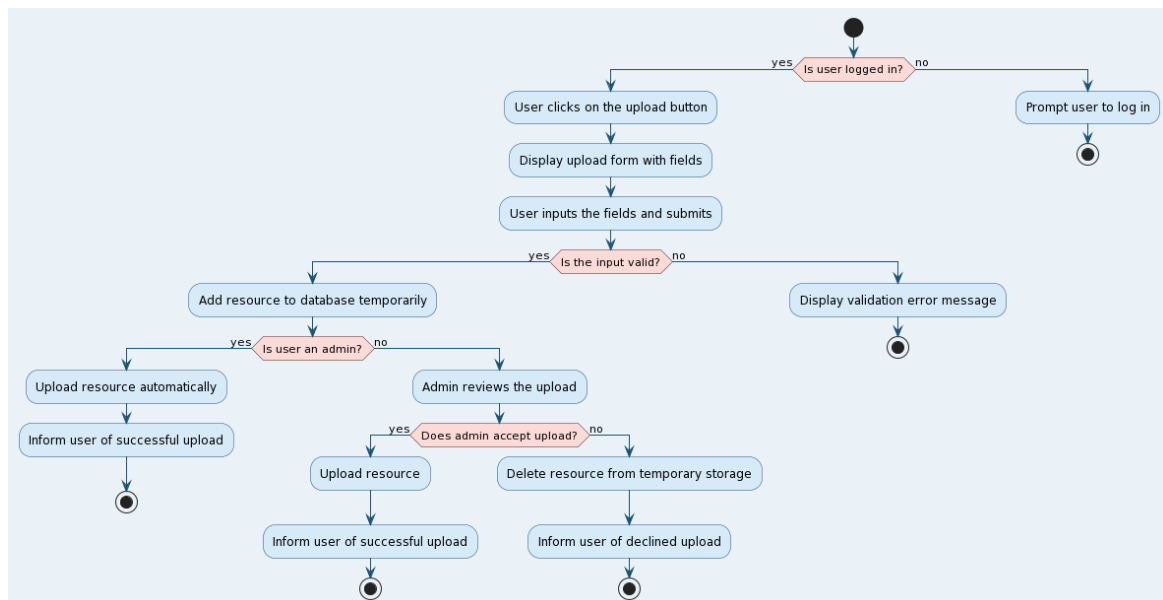 Is user logged in?
yes
no
User clicks on the upload button
Prompt user to log in
Display upload form with fields
User inputs the fields and submits
Is the input valid?
yes
no
Add resource to database temporarily
Display validation error message
Is user an admin?
yes
no
Upload resource automatically
Admin reviews the upload
Inform user of successful upload
Does admin accept upload?
yes
no
Upload resource
Delete resource from temporary storage
Inform user of successful upload
Inform user of declined upload